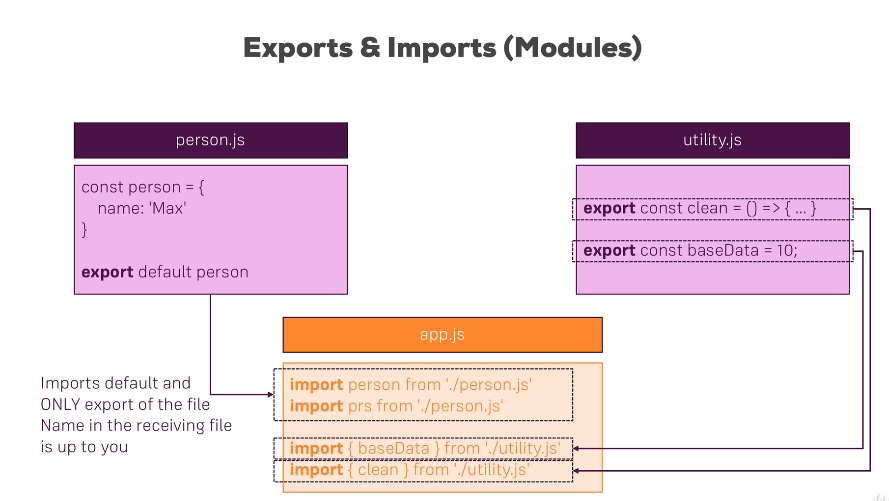 Exports & Imports (Modules)
person.js
const person = {
name: 'Max'
}
export default person
utility.js
export const clean = () => { ... }
export const baseData = 10;
app.js
import person from './person.js'
import prs from './person.js'
import { baseData } from './utility.js'
import { clean } from './utility.js'
Imports default and
ONLY export of the file
Name in the receiving file
is up to you